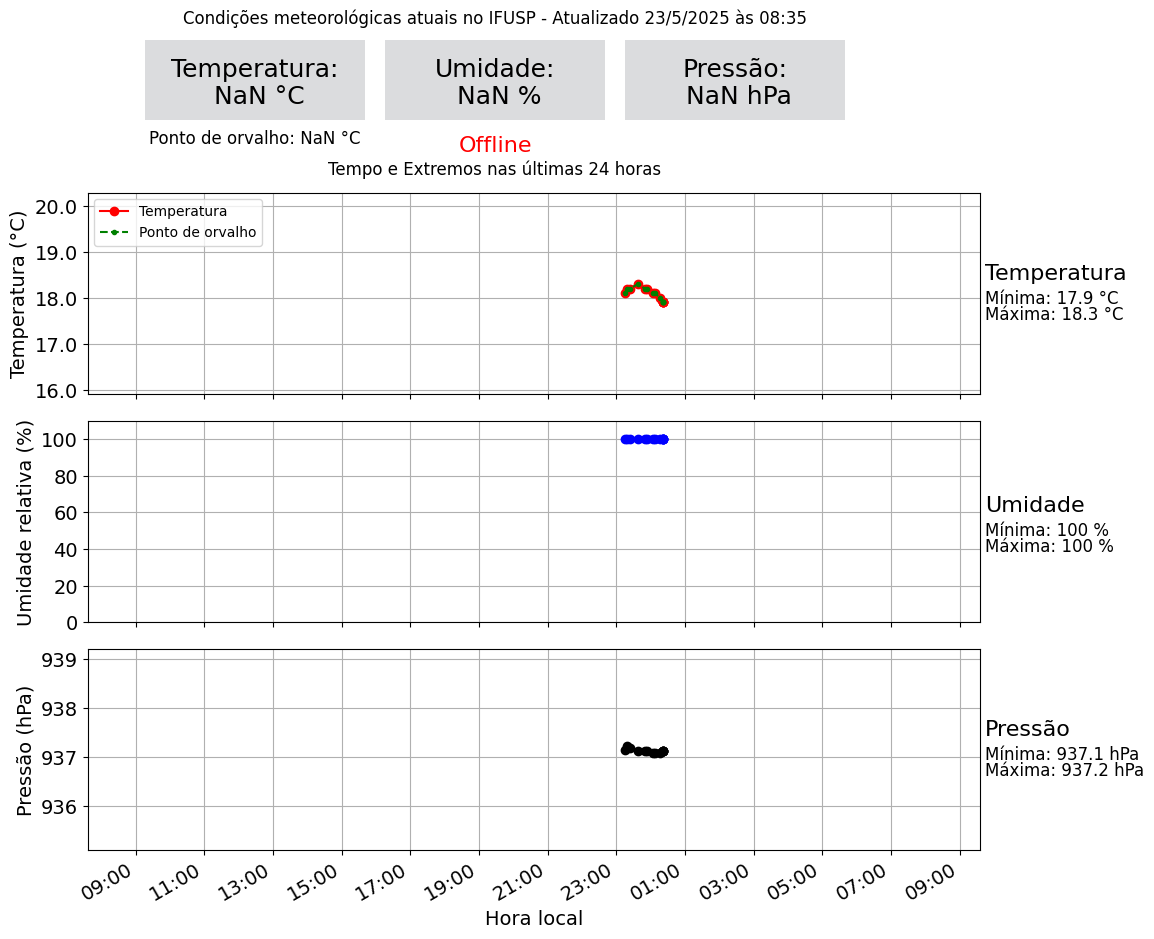 Condições meteorológicas atuais no IFUSP - Atualizado 23/5/2025 às 08:35
Temperatura:
NaN °C
Umidade:
NaN %
Pressão:
NaN hPa
Ponto de orvalho: NaN °C
Offline
Tempo e Extremos nas últimas 24 horas
Temperatura (°C)
20.0
19.0
18.0
17.0
16.0
Temperatura
Ponto de orvalho
Temperatura
Mínima: 17.9 °C
Máxima: 18.3 °C
Umidade relativa (%)
100
80
60
40
20
0
Umidade
Mínima: 100 %
Máxima: 100 %
Pressão (hPa)
939
938
937
936
Pressão
Mínima: 937.1 hPa
Máxima: 937.2 hPa
09:00 11:00 13:00 15:00 17:00 19:00 21:00 23:00 01:00 03:00 05:00 07:00 09:00
Hora local